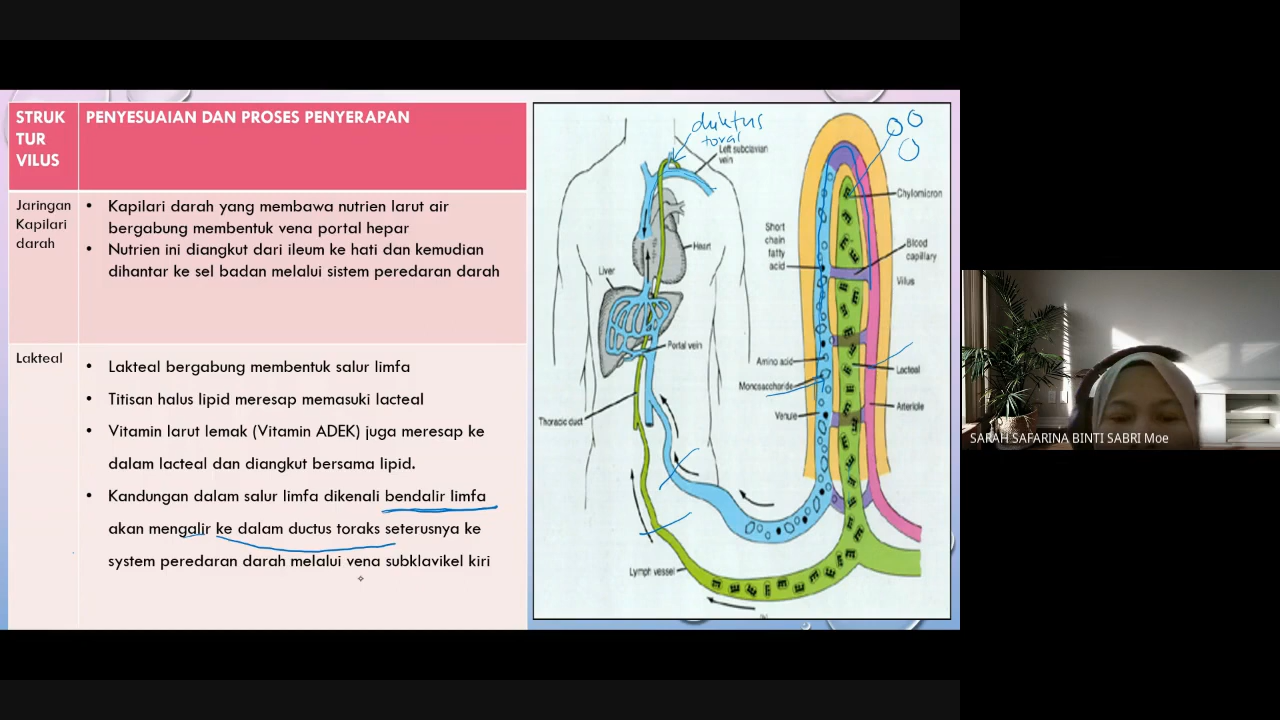 STRUK
TUR
VILUS
PENYESUAIAN DAN PROSES PENYERAPAN
Jaringan
Kapilari
darah
• Kapilari darah yang membawa nutrien larut air
bergabung membentuk vena portal hepar
• Nutrien ini diangkut dari ileum ke hati dan kemudian
dihantar ke sel badan melalui sistem peredaran darah
Lakteal
• Lakteal bergabung membentuk salur limfa
• Titisan halus lipid meresap memasuki lacteal
• Vitamin larut lemak (Vitamin ADEK) juga meresap ke
dalam lacteal dan diangkut bersama lipid.
• Kandungan dalam salur limfa dikenali bendalir limfa
akan mengalir ke dalam ductus toraks seterusnya ke
system peredaran darah melalui vena subklavikel kiri
duktus
Left subclavian
vein
Heart
Liver
Portal vein
Thoracic duct
Lymph vessel
Short
chain
fatty
acid
Amino acid
Monosaccharide
Venule
Chylomicron
Blood
capillary
Villus
Lacteal
Arteriole
SARAH SAFARINA BINTI SABRI Moe